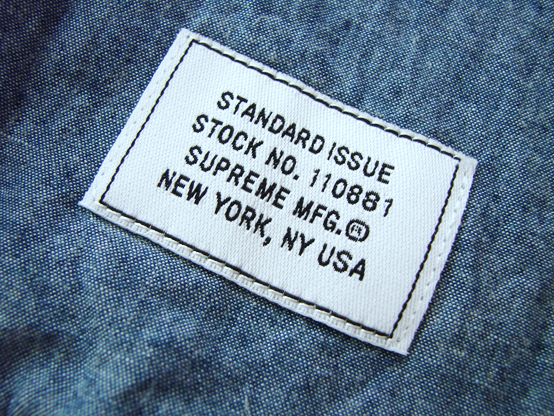 STANDARD ISSUE
STOCK NO. 110881
SUPREME MFG.®
NEW YORK, NY USA